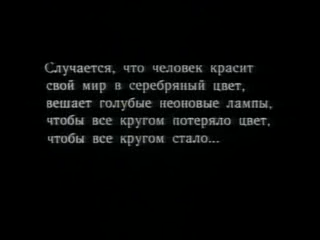 Случается, что человек красит
свой мир в серебряный цвет,
вешает голубые неоновые лампы,
чтобы все кругом потеряло цвет,
чтобы все кругом стало...